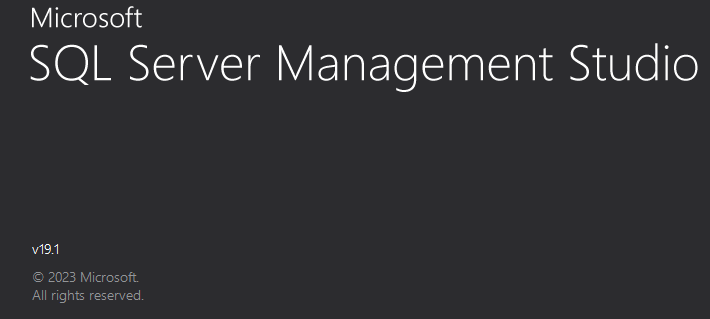 Microsoft
SQL Server Management Studio
v19.1
© 2023 Microsoft.
All rights reserved.